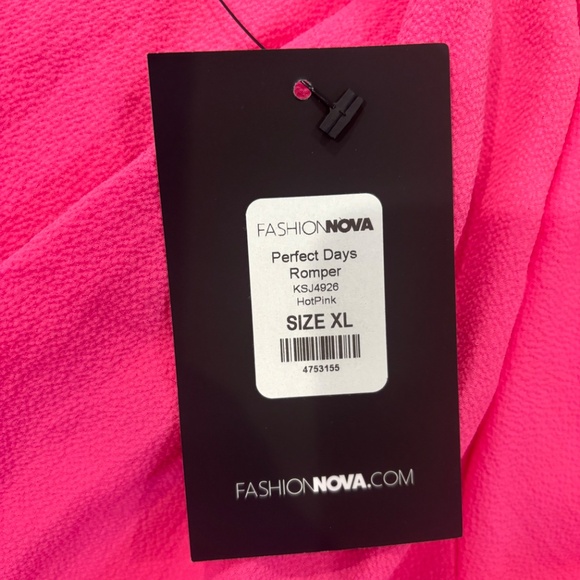 FASHIONNOVA
Perfect Days
Romper
KSJ4926
HotPink
SIZE XL
4753155
FASHIONNOVA.COM